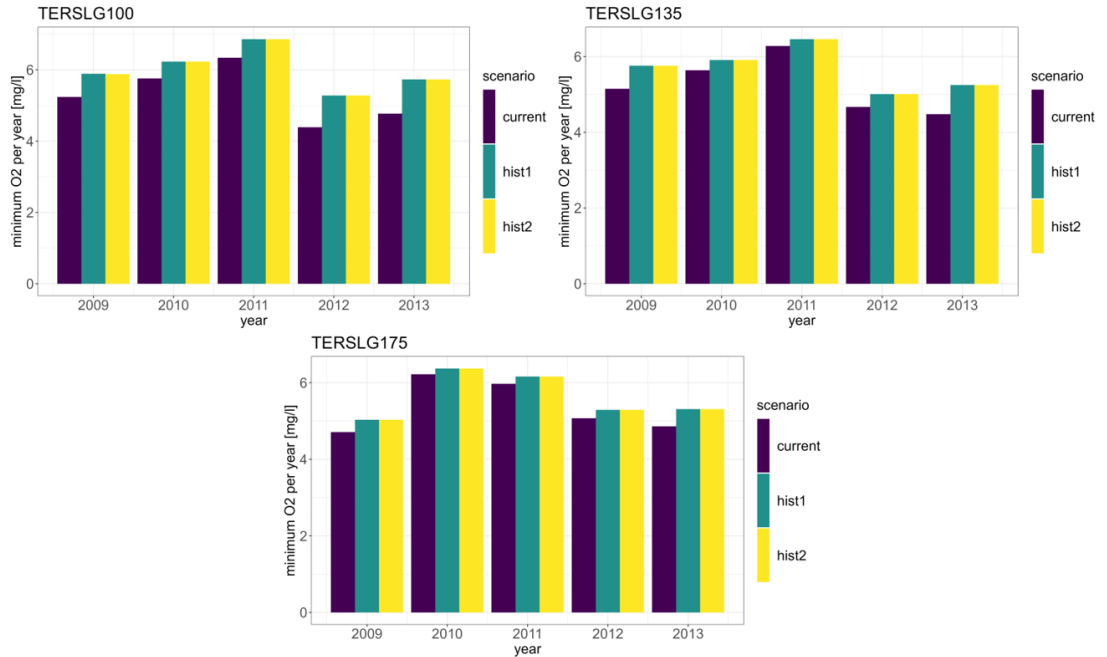 TERSLG100
minimum O2 per year [mg/l]
6
4
2
0
2009 2010 2011 2012 2013
year
scenario
current
hist1
hist2
TERSLG135
minimum O2 per year [mg/l]
6
4
2
0
2009 2010 2011 2012 2013
year
scenario
current
hist1
hist2
TERSLG175
minimum O2 per year [mg/l]
6
4
2
0
2009 2010 2011 2012 2013
year
scenario
current
hist1
hist2